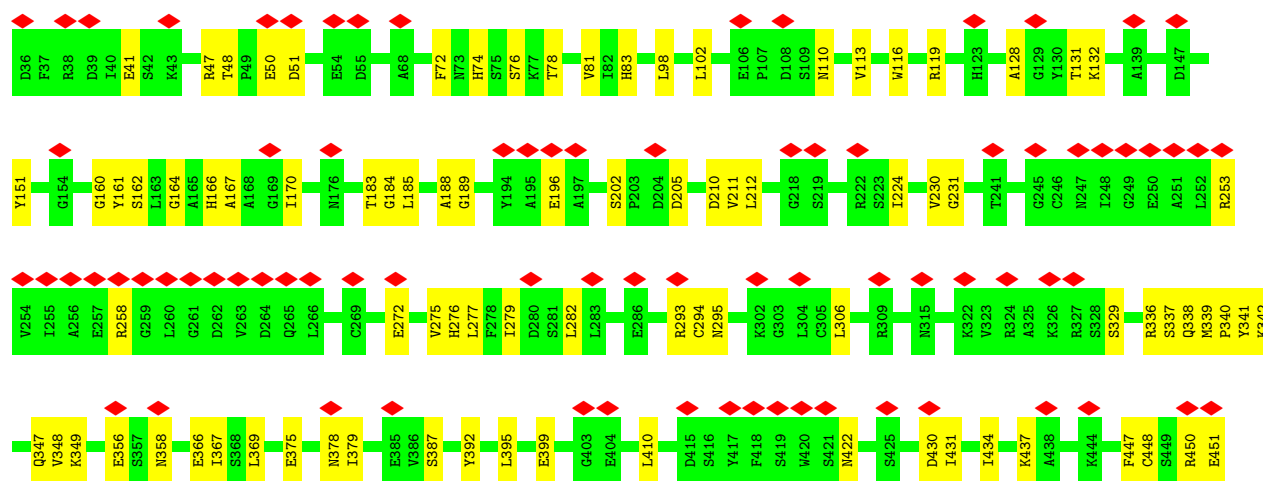 D36 F37 R38 D39 I40 E41 S42 K43 R47 T48 P49 E50 D51 E54 D55 A68 F72 N73 H74 S75 S76 K77 T78 V81 I82 H83 L98 L102 E106 P107 D108 S109 N110 V113 W116 R119 H123 A128 G129 Y130 T131 K132 A139 D147
Y151 G154 G160 Y161 S162 L163 G164 A165 H166 A167 A168 G169 I170 N176 T183 G184 L185 A188 G189 Y194 A195 E196 A197 S202 P203 D204 D205 D210 V211 L212 G218 S219 R222 S223 I224 V230 G231 T241 G245 C246 N247 I248 G249 E250 A251 L252 R253
V254 I255 A256 E257 R258 G259 L260 G261 D262 V263 D264 Q265 L266 C269 E272 V275 H276 L277 F278 I279 D280 S281 L282 L283 E286 R293 C294 N295 K302 G303 L304 C305 L306 R309 N315 K322 V323 R324 A325 K326 R327 S328 S329 R336 S337 Q338 M339 P340 Y341 K342
Q347 V348 K349 E356 S357 N358 E366 I367 S368 L369 E375 N378 I379 E385 V386 S387 Y392 L395 E399 G403 E404 L410 D415 S416 Y417 F418 S419 W420 S421 N422 S425 D430 I431 I434 K437 A438 K444 F447 C448 S449 R450 E451